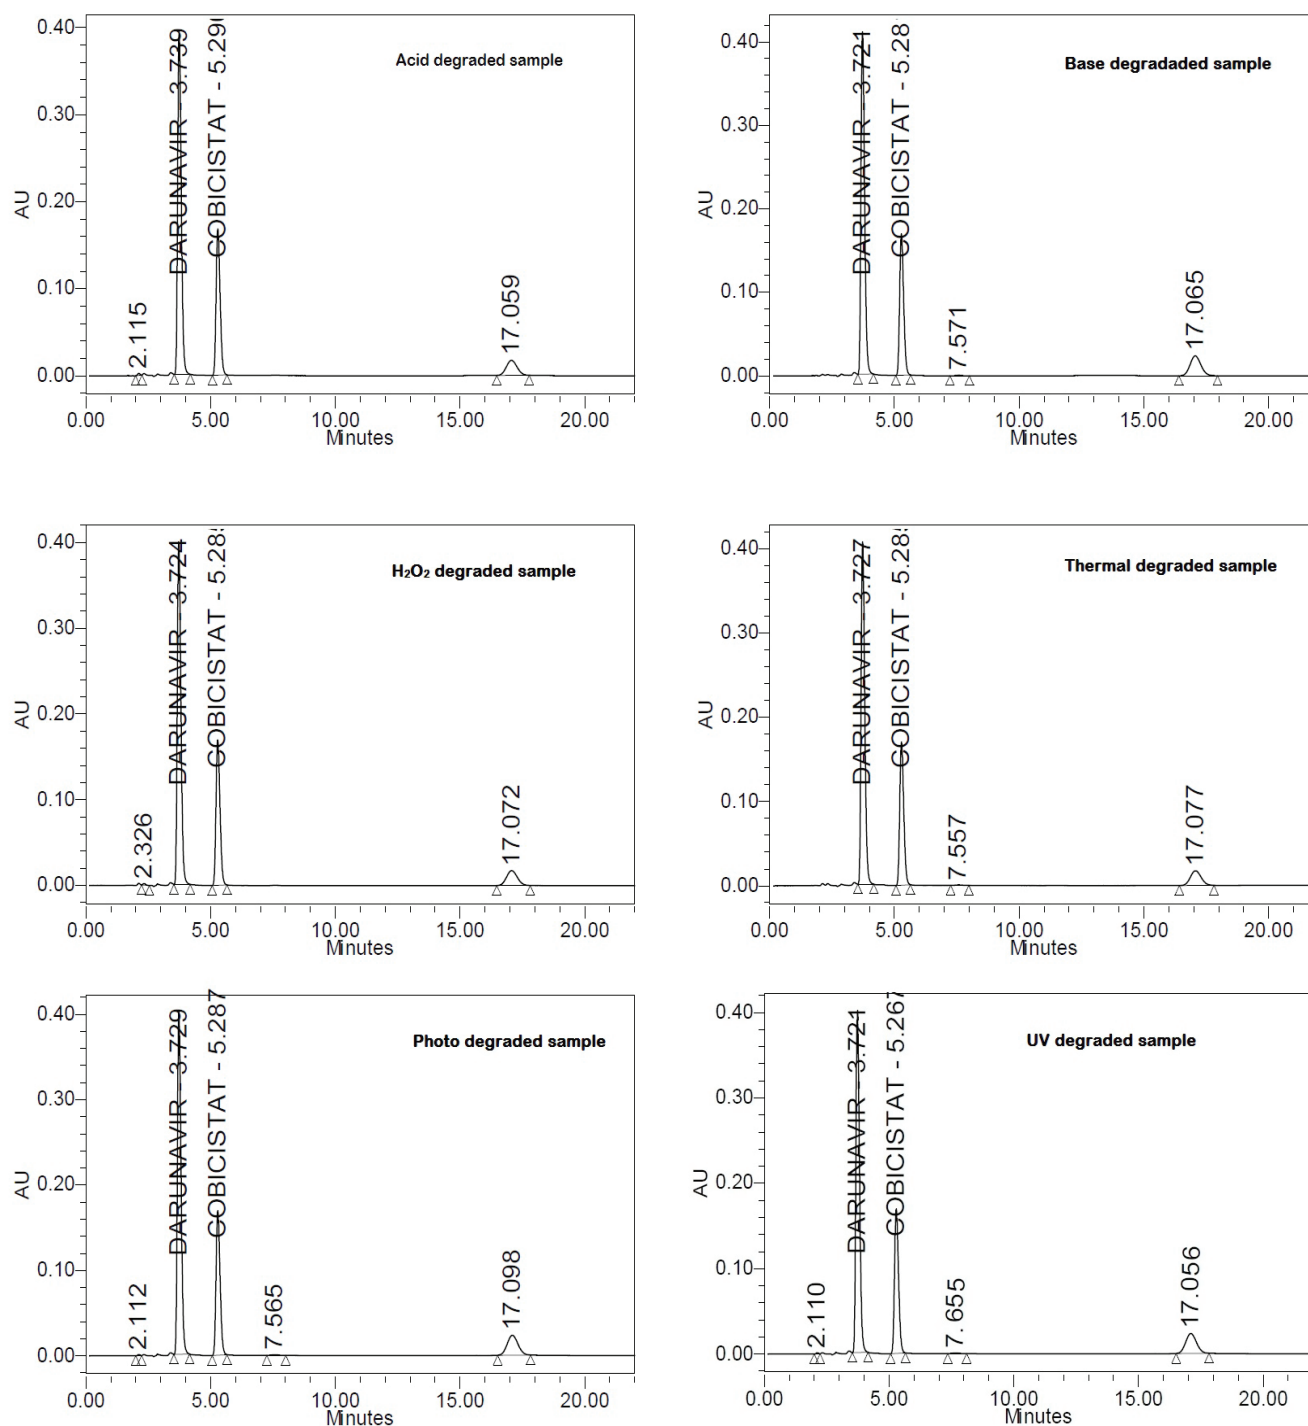 Acid degraded sample
0.40
0.30
0.20
0.10
0.00
AU
2.115
DARUNAVIR - 3.739
COBICISTAT - 5.290
17.059
0.00 5.00 10.00 15.00 20.00
Minutes
Base degradaded sample
0.40
0.30
0.20
0.10
0.00
AU
DARUNAVIR - 3.721
COBICISTAT - 5.28
7.571
17.065
0.00 5.00 10.00 15.00 20.00
Minutes
H₂O₂ degraded sample
0.40
0.30
0.20
0.10
0.00
AU
2.326
DARUNAVIR - 3.724
COBICISTAT - 5.28
17.072
0.00 5.00 10.00 15.00 20.00
Minutes
Thermal degraded sample
0.40
0.30
0.20
0.10
0.00
AU
DARUNAVIR - 3.727
COBICISTAT - 5.28
7.557
17.077
0.00 5.00 10.00 15.00 20.00
Minutes
Photo degraded sample
0.40
0.30
0.20
0.10
0.00
AU
2.112
DARUNAVIR - 3.729
COBICISTAT - 5.287
7.565
17.098
0.00 5.00 10.00 15.00 20.00
Minutes
UV degraded sample
0.40
0.30
0.20
0.10
0.00
AU
2.110
DARUNAVIR - 3.721
COBICISTAT - 5.267
7.655
17.056
0.00 5.00 10.00 15.00 20.00
Minutes